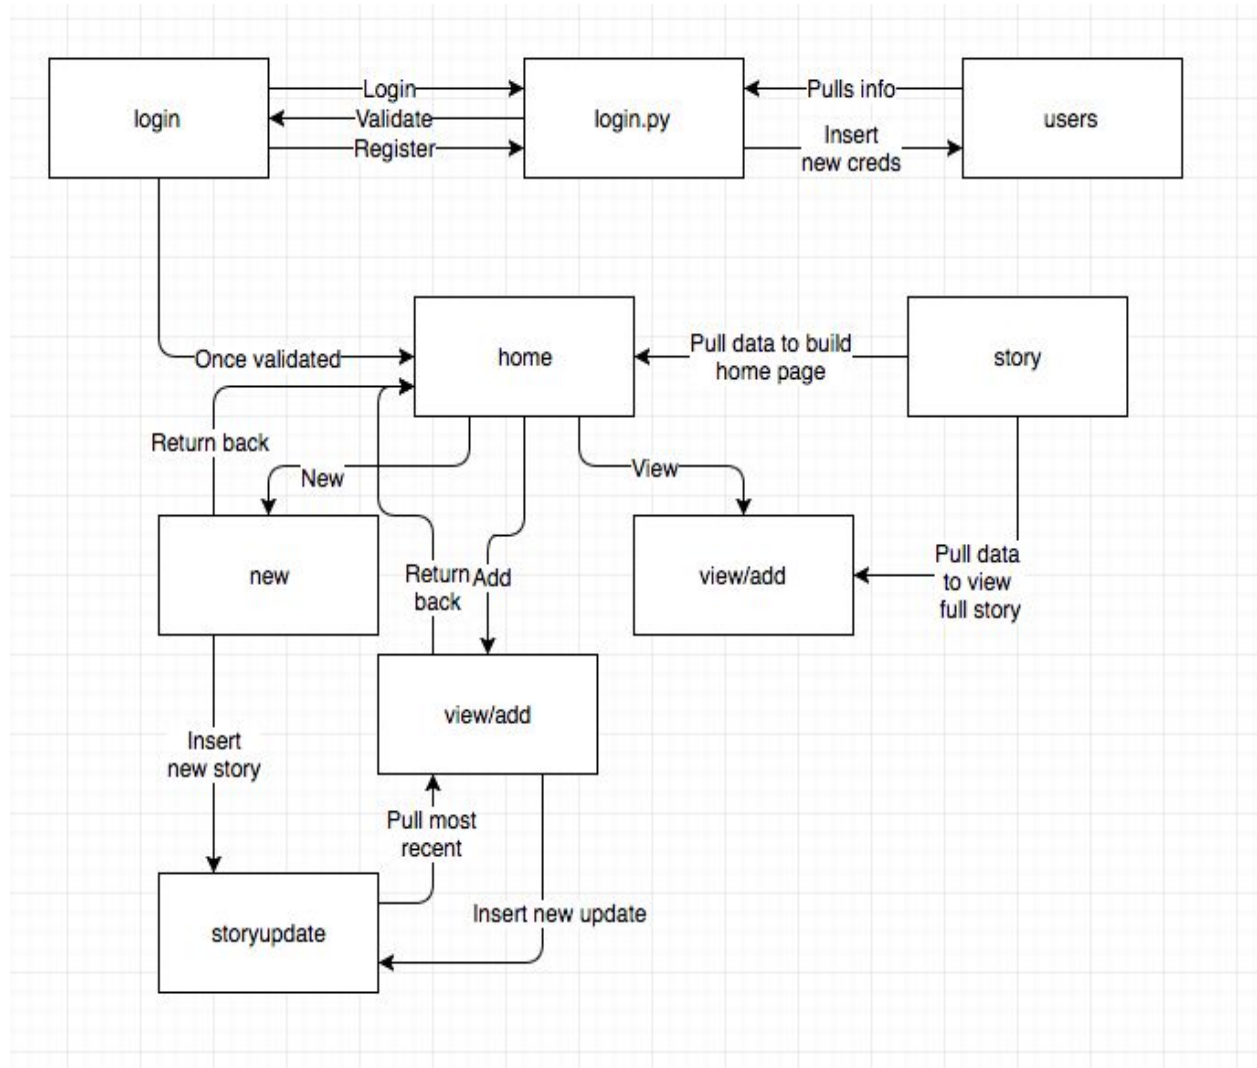 login
Login
Validate
Register
login.py
Pulls info
Insert
new creds
users
Once validated
home
Pull data to build
home page
story
Return back
New
View
new
Return
back
Add
view/add
Pull data
to view
full story
view/add
Insert
new story
Pull most
recent
Insert new update
storyupdate